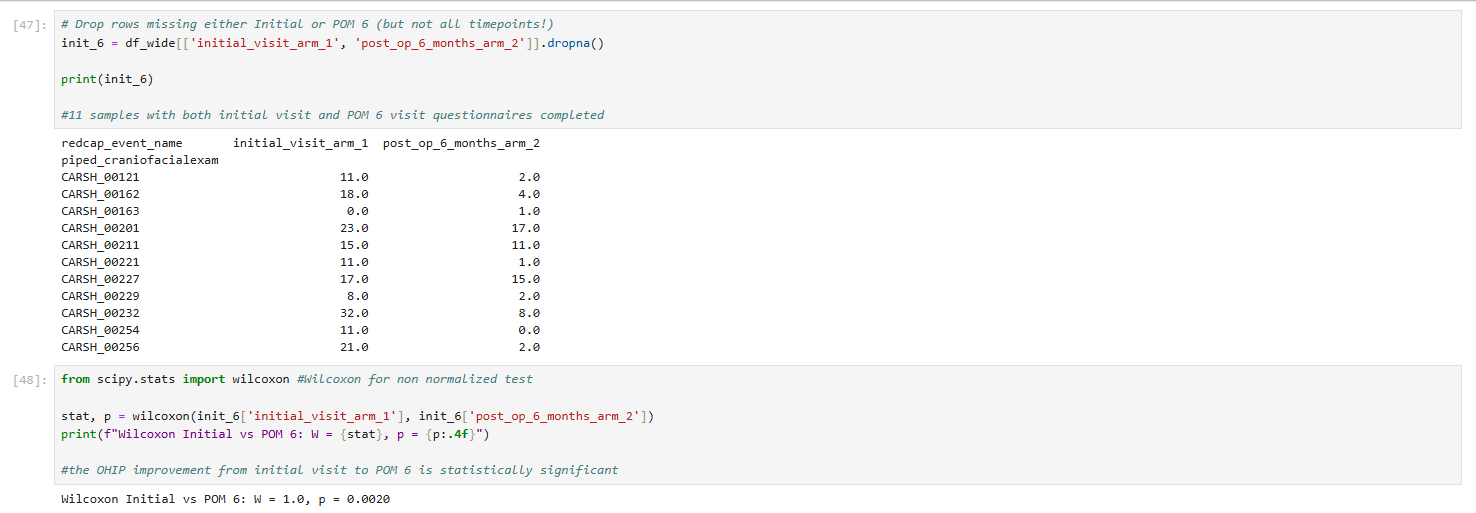 [47]: # Drop rows missing either Initial or POM 6 (but not all timepoints!)
init_6 = df_wide[['initial_visit_arm_1', 'post_op_6_months_arm_2']].dropna()
print(init_6)
#11 samples with both initial visit and POM 6 visit questionnaires completed
redcap_event_name initial_visit_arm_1 post_op_6_months_arm_2
piped_craniofacialexam
CARSH_00121 11.0 2.0
CARSH_00162 18.0 4.0
CARSH_00163 0.0 1.0
CARSH_00201 23.0 17.0
CARSH_00211 15.0 11.0
CARSH_00221 11.0 1.0
CARSH_00227 17.0 15.0
CARSH_00229 8.0 2.0
CARSH_00232 32.0 8.0
CARSH_00254 11.0 0.0
CARSH_00256 21.0 2.0
[48]: from scipy.stats import wilcoxon #Wilcoxon for non normalized test
stat, p = wilcoxon(init_6['initial_visit_arm_1'], init_6['post_op_6_months_arm_2'])
print(f"Wilcoxon Initial vs POM 6: W = {stat}, p = {p:.4f}")
#the OHIP improvement from initial visit to POM 6 is statistically significant
Wilcoxon Initial vs POM 6: W = 1.0, p = 0.0020